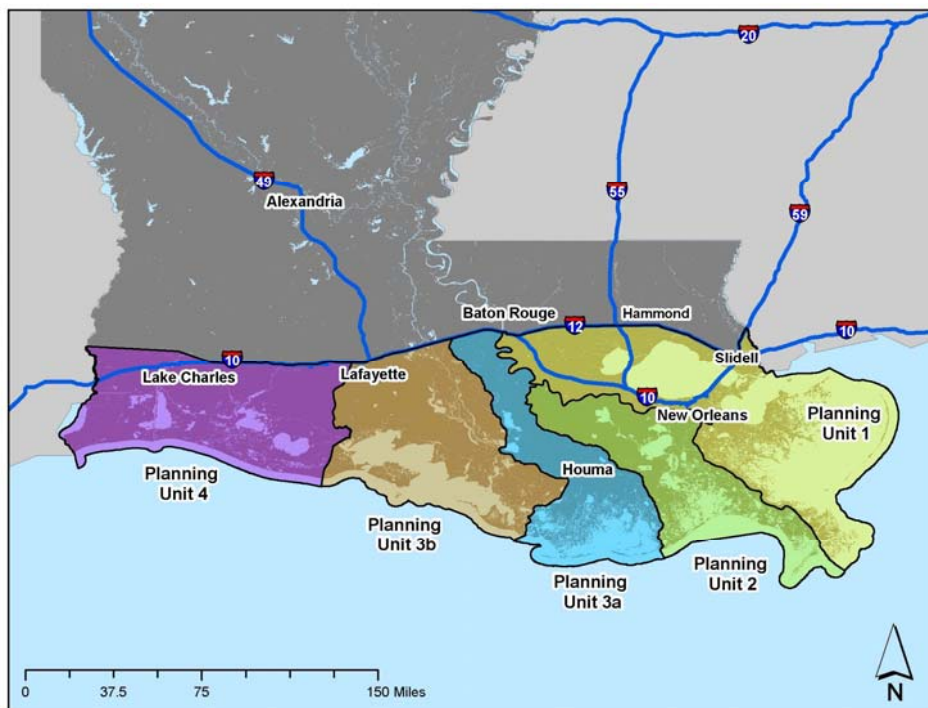 20
49
Alexandria
55
59
Baton Rouge
12
Hammond
10
Slidell
10
Lake Charles
Lafayette
10
New Orleans
Planning
Unit 1
Houma
Planning
Unit 4
Planning
Unit 3b
Planning
Unit 3a
Planning
Unit 2
0
37.5
75
150 Miles
N